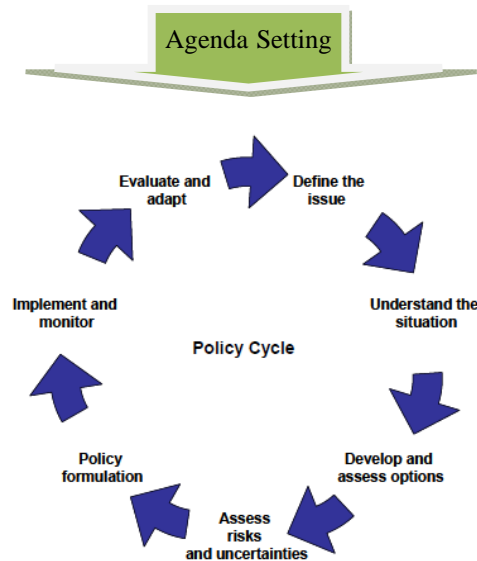 Agenda Setting
Evaluate and
adapt
Define the
issue
Implement and
monitor
Understand the
situation
Policy Cycle
Policy
formulation
Develop and
assess options
Assess
risks
and uncertainties